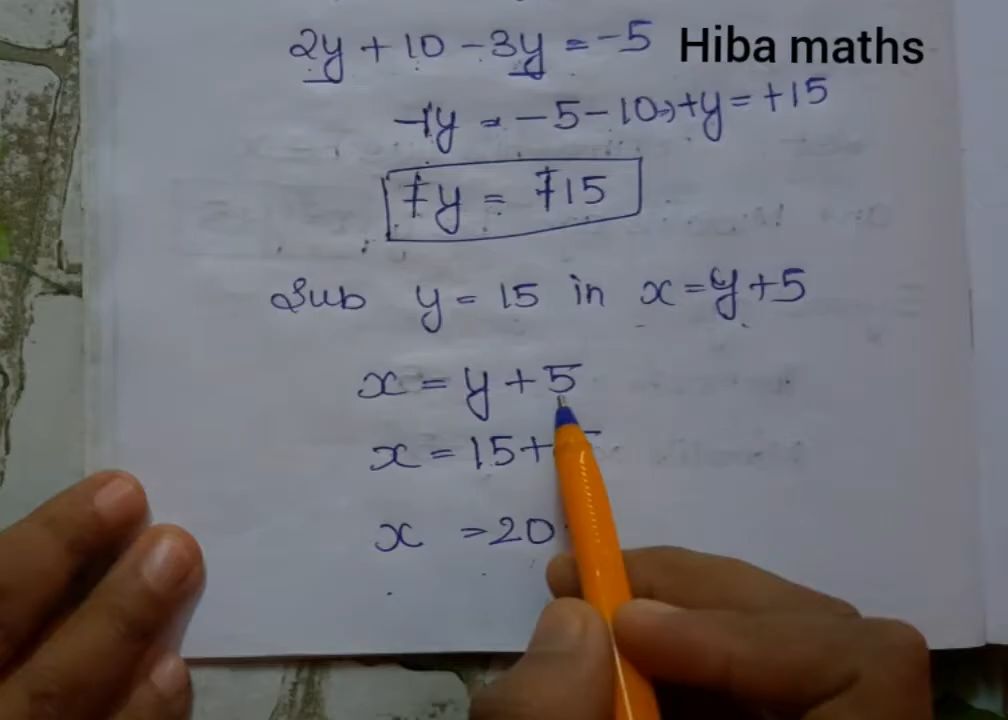 2y + 10 - 3y = -5 Hiba maths
-1y = -5 - 10 => +y = +15
∓y = ∓15
Sub y = 15 in x = y + 5
x = y + 5
x = 15 +
x = 20